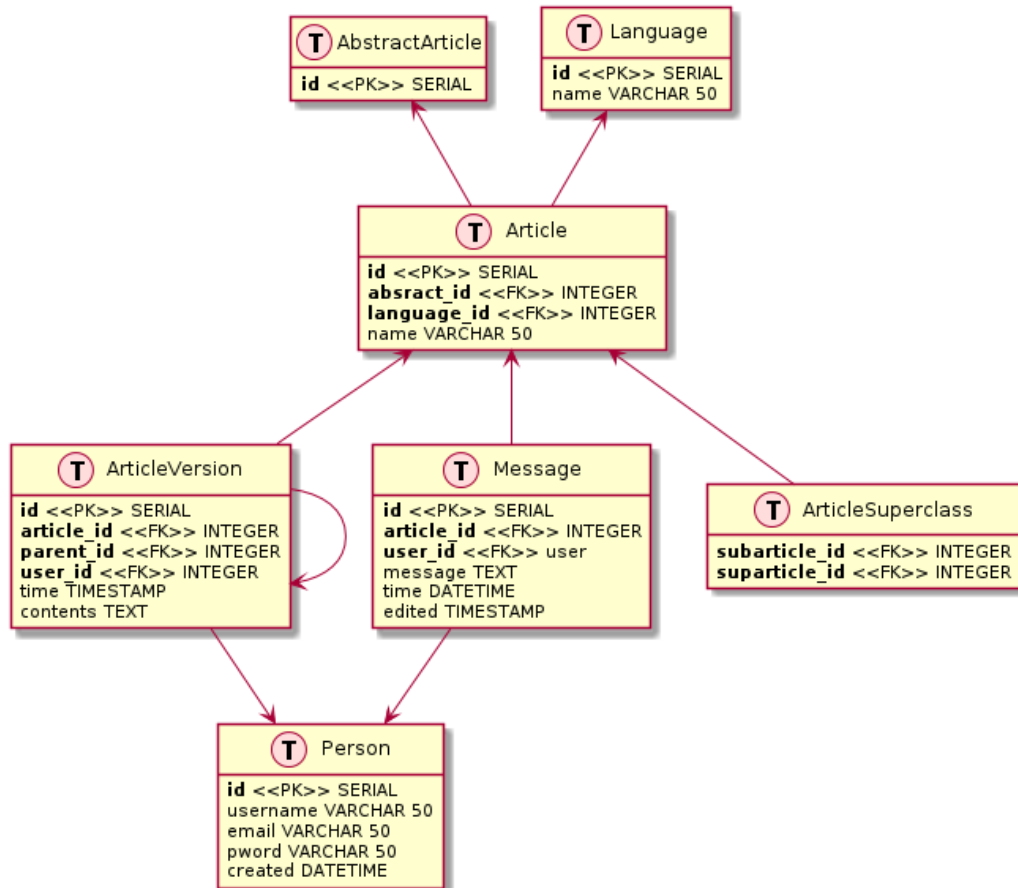 T AbstractArticle
id <<PK>> SERIAL
T Language
id <<PK>> SERIAL
name VARCHAR 50
T Article
id <<PK>> SERIAL
absract_id <<FK>> INTEGER
language_id <<FK>> INTEGER
name VARCHAR 50
T ArticleVersion
id <<PK>> SERIAL
article_id <<FK>> INTEGER
parent_id <<FK>> INTEGER
user_id <<FK>> INTEGER
time TIMESTAMP
contents TEXT
T Message
id <<PK>> SERIAL
article_id <<FK>> INTEGER
user_id <<FK>> user
message TEXT
time DATETIME
edited TIMESTAMP
T ArticleSuperclass
subarticle_id <<FK>> INTEGER
suparticle_id <<FK>> INTEGER
T Person
id <<PK>> SERIAL
username VARCHAR 50
email VARCHAR 50
pword VARCHAR 50
created DATETIME